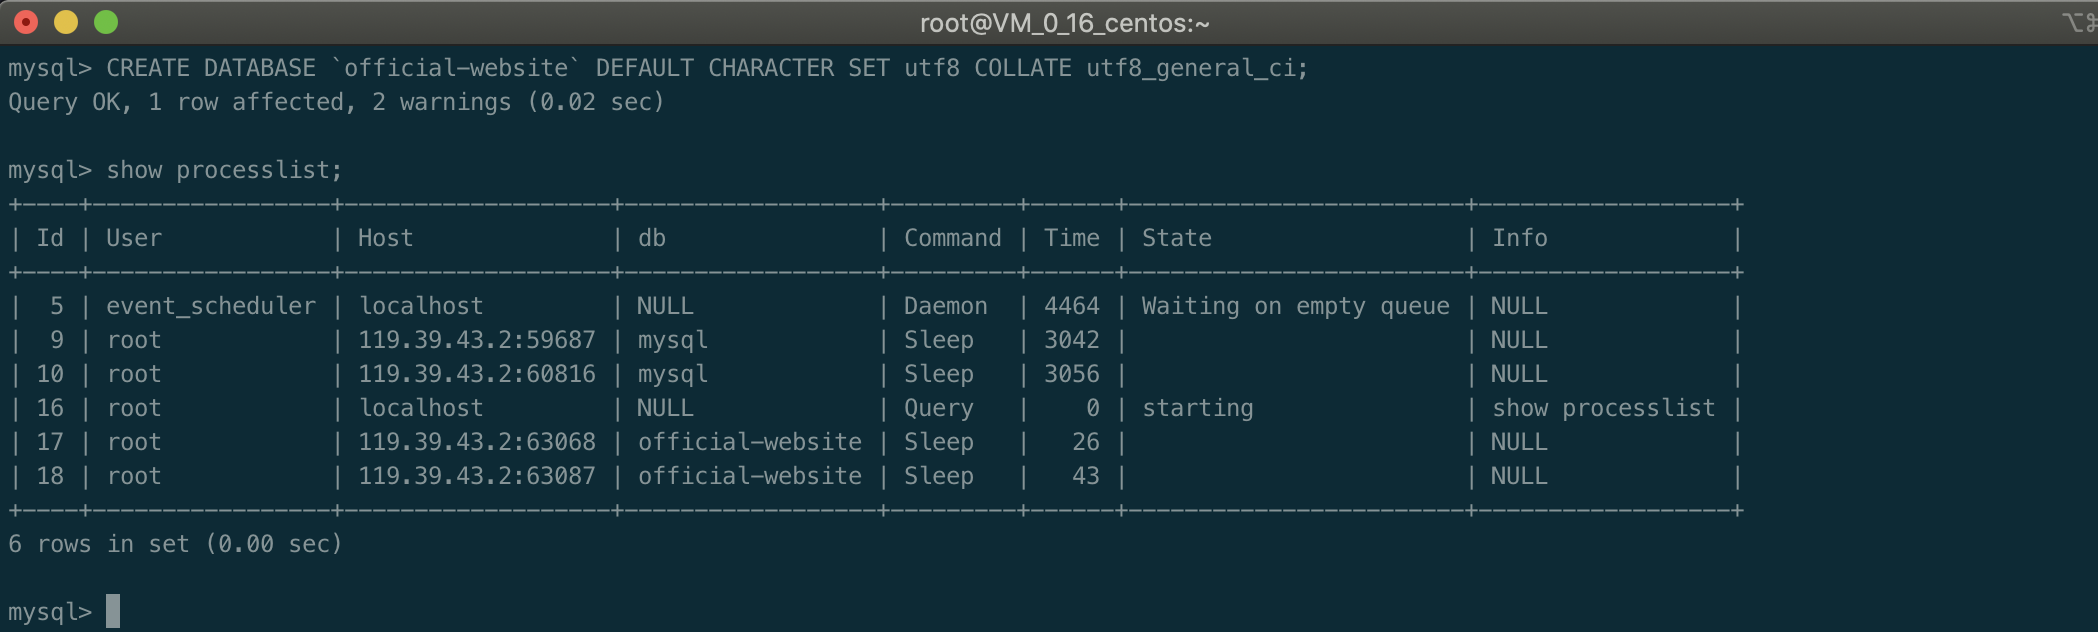 root@VM_0_16_centos:~
mysql> CREATE DATABASE `official-website` DEFAULT CHARACTER SET utf8 COLLATE utf8_general_ci;
Query OK, 1 row affected, 2 warnings (0.02 sec)
mysql> show processlist;
+----+-----------------+-------------------+------------------+---------+------+------------------------+------------------+
| Id | User            | Host              | db               | Command | Time | State                  | Info             |
+----+-----------------+-------------------+------------------+---------+------+------------------------+------------------+
|  5 | event_scheduler | localhost         | NULL             | Daemon  | 4464 | Waiting on empty queue | NULL             |
|  9 | root            | 119.39.43.2:59687 | mysql            | Sleep   | 3042 |                        | NULL             |
| 10 | root            | 119.39.43.2:60816 | mysql            | Sleep   | 3056 |                        | NULL             |
| 16 | root            | localhost         | NULL             | Query   |    0 | starting               | show processlist |
| 17 | root            | 119.39.43.2:63068 | official-website | Sleep   |   26 |                        | NULL             |
| 18 | root            | 119.39.43.2:63087 | official-website | Sleep   |   43 |                        | NULL             |
+----+-----------------+-------------------+------------------+---------+------+------------------------+------------------+
6 rows in set (0.00 sec)
mysql>